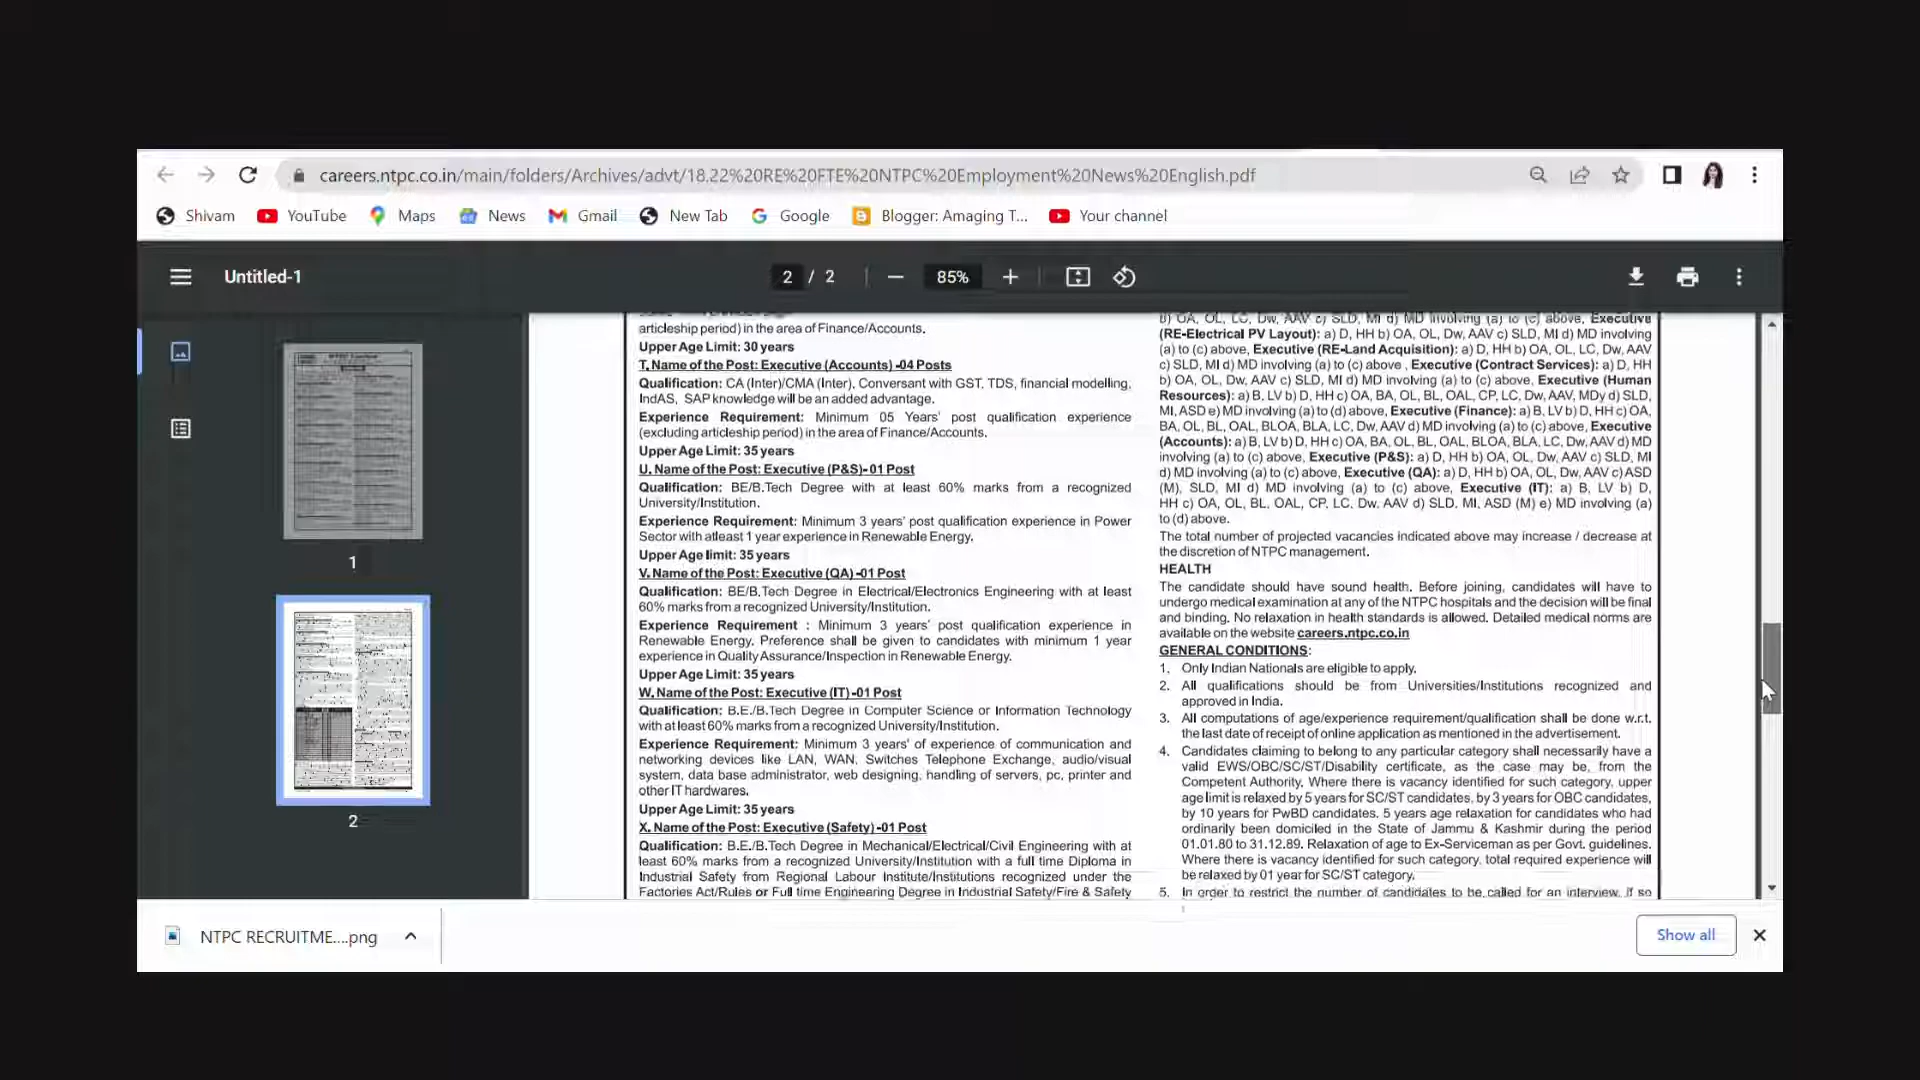 careers.ntpc.co.in/main/folders/Archives/advt/18.22%20RE%20FTE%20NTPC%20Employment%20News%20English.pdf
Shivam YouTube Maps News Gmail New Tab Google Blogger: Amaging T... Your channel
Untitled-1 2 / 2 85%
1
2
articleship period) in the area of Finance/Accounts.
Upper Age Limit: 30 years
T. Name of the Post: Executive (Accounts) -04 Posts
Qualification: CA (Inter)/CMA (Inter). Conversant with GST, TDS, financial modelling,
IndAS, SAP knowledge will be an added advantage.
Experience Requirement: Minimum 05 Years' post qualification experience
(excluding articleship period) in the area of Finance/Accounts.
Upper Age Limit: 35 years
U. Name of the Post: Executive (P&S)- 01 Post
Qualification: BE/B.Tech Degree with at least 60% marks from a recognized
University/Institution.
Experience Requirement: Minimum 3 years' post qualification experience in Power
Sector with atleast 1 year experience in Renewable Energy.
Upper Age limit: 35 years
V. Name of the Post: Executive (QA) -01 Post
Qualification: BE/B.Tech Degree in Electrical/Electronics Engineering with at least
60% marks from a recognized University/Institution.
Experience Requirement : Minimum 3 years' post qualification experience in
Renewable Energy. Preference shall be given to candidates with minimum 1 year
experience in Quality Assurance/Inspection in Renewable Energy.
Upper Age Limit: 35 years
W. Name of the Post: Executive (IT) -01 Post
Qualification: B.E./B.Tech Degree in Computer Science or Information Technology
with at least 60% marks from a recognized University/Institution.
Experience Requirement: Minimum 3 years' of experience of communication and
networking devices like LAN, WAN, Switches Telephone Exchange, audio/visual
system, data base administrator, web designing, handling of servers, pc, printer and
other IT hardwares.
Upper Age Limit: 35 years
X. Name of the Post: Executive (Safety) -01 Post
Qualification: B.E./B.Tech Degree in Mechanical/Electrical/Civil Engineering with at
least 60% marks from a recognized University/Institution with a full time Diploma in
Industrial Safety from Regional Labour Institute/Institutions recognized under the
Factories Act/Rules or Full time Engineering Degree in Industrial Safety/Fire & Safety
b) OA, OL, LC, Dw, AAV c) SLD, MI d) MD involving (a) to (c) above, Executive
(RE-Electrical PV Layout): a) D, HH b) OA, OL, Dw, AAV c) SLD, MI d) MD involving
(a) to (c) above, Executive (RE-Land Acquisition): a) D, HH b) OA, OL, LC, Dw, AAV
c) SLD, MI d) MD involving (a) to (c) above , Executive (Contract Services): a) D, HH
b) OA, OL, Dw, AAV c) SLD, MI d) MD involving (a) to (c) above, Executive (Human
Resources): a) B, LV b) D, HH c) OA, BA, OL, BL, OAL, CP, LC, Dw, AAV, MDy d) SLD,
MI, ASD e) MD involving (a) to (d) above, Executive (Finance): a) B, LV b) D, HH c) OA,
BA, OL, BL, OAL, BLOA, BLA, LC, Dw, AAV d) MD involving (a) to (c) above, Executive
(Accounts): a) B, LV b) D, HH c) OA, BA, OL, BL, OAL, BLOA, BLA, LC, Dw, AAV d) MD
involving (a) to (c) above, Executive (P&S): a) D, HH b) OA, OL, Dw, AAV c) SLD, MI
d) MD involving (a) to (c) above, Executive (QA): a) D, HH b) OA, OL, Dw, AAV c) ASD
(M), SLD, MI d) MD involving (a) to (c) above, Executive (IT): a) B, LV b) D,
HH c) OA, OL, BL, OAL, CP, LC, Dw, AAV d) SLD, MI, ASD (M) e) MD involving (a)
to (d) above.
The total number of projected vacancies indicated above may increase / decrease at
the discretion of NTPC management.
HEALTH
The candidate should have sound health. Before joining, candidates will have to
undergo medical examination at any of the NTPC hospitals and the decision will be final
and binding. No relaxation in health standards is allowed. Detailed medical norms are
available on the website careers.ntpc.co.in
GENERAL CONDITIONS:
1. Only Indian Nationals are eligible to apply.
2. All qualifications should be from Universities/Institutions recognized and
approved in India.
3. All computations of age/experience requirement/qualification shall be done w.r.t.
the last date of receipt of online application as mentioned in the advertisement.
4. Candidates claiming to belong to any particular category shall necessarily have a
valid EWS/OBC/SC/ST/Disability certificate, as the case may be, from the
Competent Authority. Where there is vacancy identified for such category, upper
age limit is relaxed by 5 years for SC/ST candidates, by 3 years for OBC candidates,
by 10 years for PwBD candidates. 5 years age relaxation for candidates who had
ordinarily been domiciled in the State of Jammu & Kashmir during the period
01.01.80 to 31.12.89. Relaxation of age to Ex-Serviceman as per Govt. guidelines.
Where there is vacancy identified for such category, total required experience will
be relaxed by 01 year for SC/ST category.
5. In order to restrict the number of candidates to be called for an interview, if so
NTPC RECRUITME....png
Show all